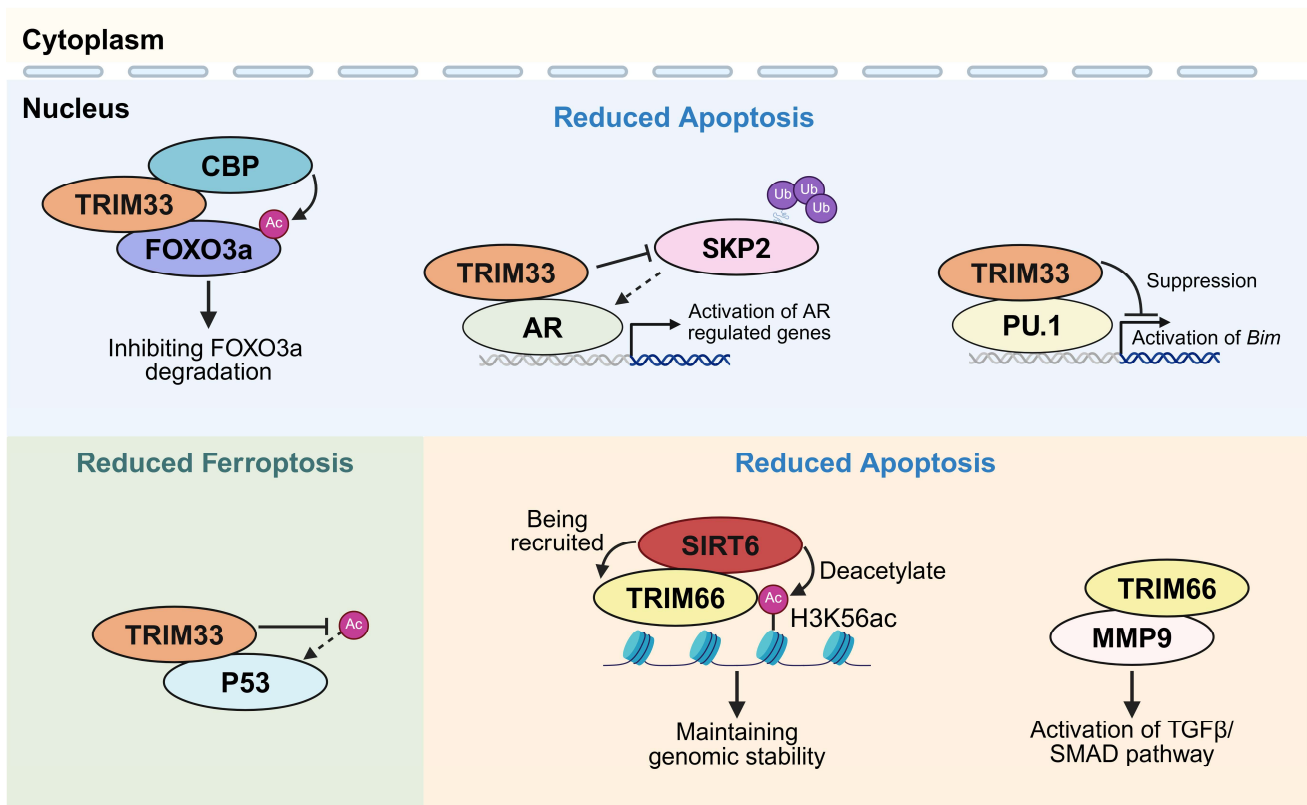 Cytoplasm
Nucleus
Reduced Apoptosis
CBP
TRIM33
Ac
FOXO3a
Inhibiting FOXO3a
degradation
Ub
Ub
Ub
SKP2
TRIM33
AR
Activation of AR
regulated genes
TRIM33
Suppression
PU.1
Activation of Bim
Reduced Ferroptosis
TRIM33
Ac
P53
Reduced Apoptosis
Being
recruited
SIRT6
Deacetylate
TRIM66
Ac
H3K56ac
Maintaining
genomic stability
TRIM66
MMP9
Activation of TGFβ/
SMAD pathway